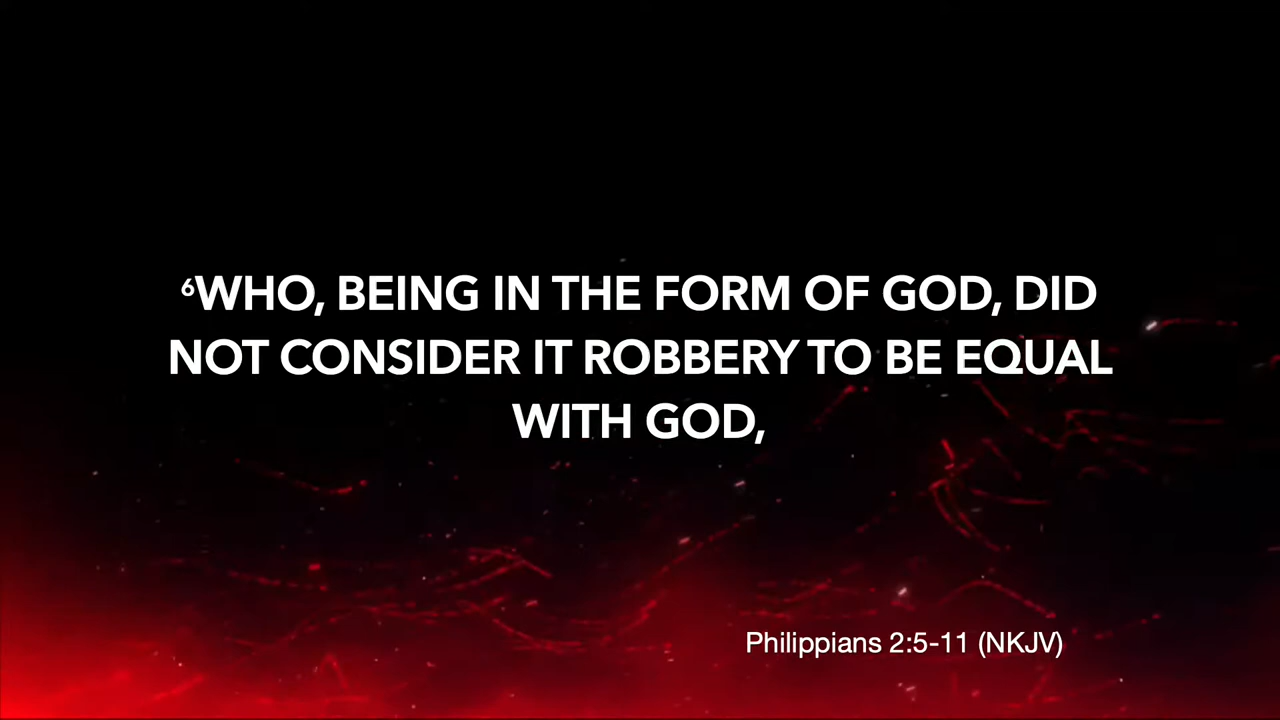 ⁶WHO, BEING IN THE FORM OF GOD, DID
NOT CONSIDER IT ROBBERY TO BE EQUAL
WITH GOD,
Philippians 2:5-11 (NKJV)